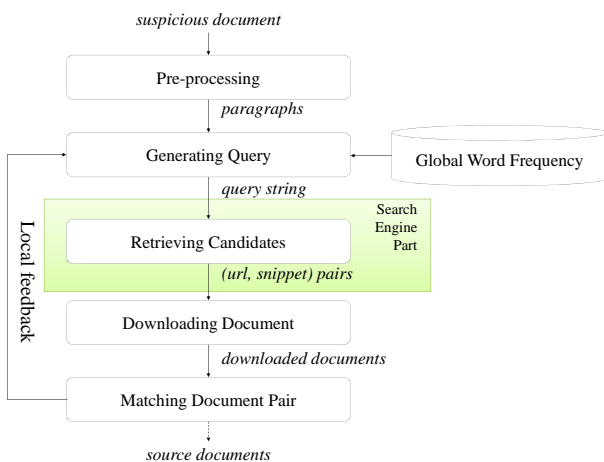 suspicious document
Pre-processing
paragraphs
Generating Query
Global Word Frequency
query string
Search
Engine
Part
Retrieving Candidates
(url, snippet) pairs
Local feedback
Downloading Document
downloaded documents
Matching Document Pair
source documents